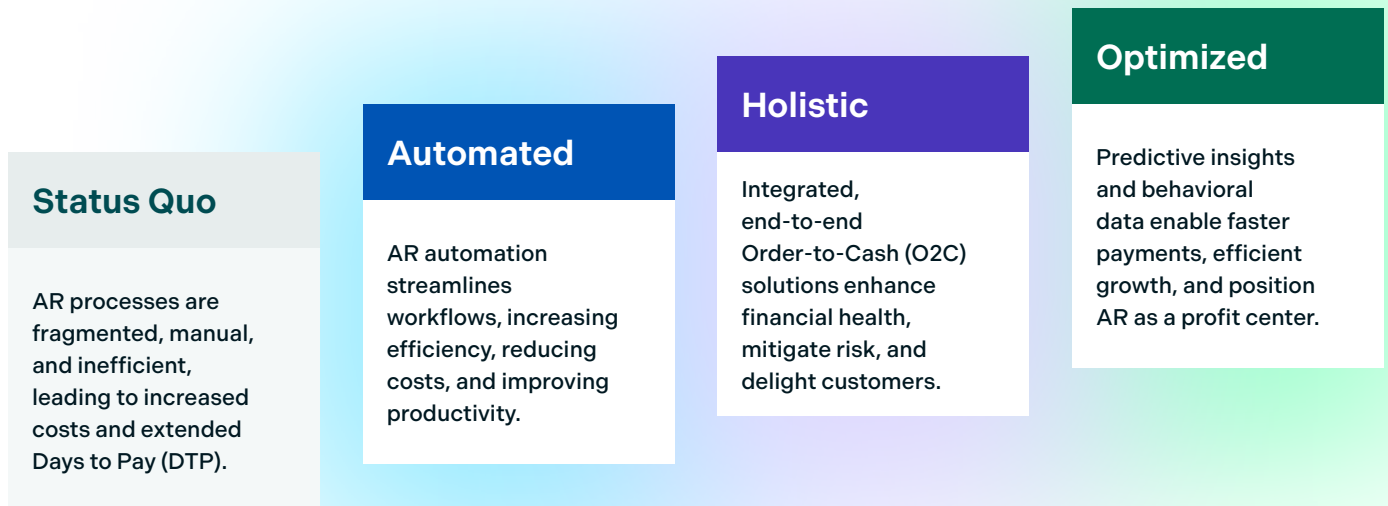 Status Quo
AR processes are
fragmented, manual,
and inefficient,
leading to increased
costs and extended
Days to Pay (DTP).
Automated
AR automation
streamlines
workflows, increasing
efficiency, reducing
costs, and improving
productivity.
Holistic
Integrated,
end-to-end
Order-to-Cash (O2C)
solutions enhance
financial health,
mitigate risk, and
delight customers.
Optimized
Predictive insights
and behavioral
data enable faster
payments, efficient
growth, and position
AR as a profit center.